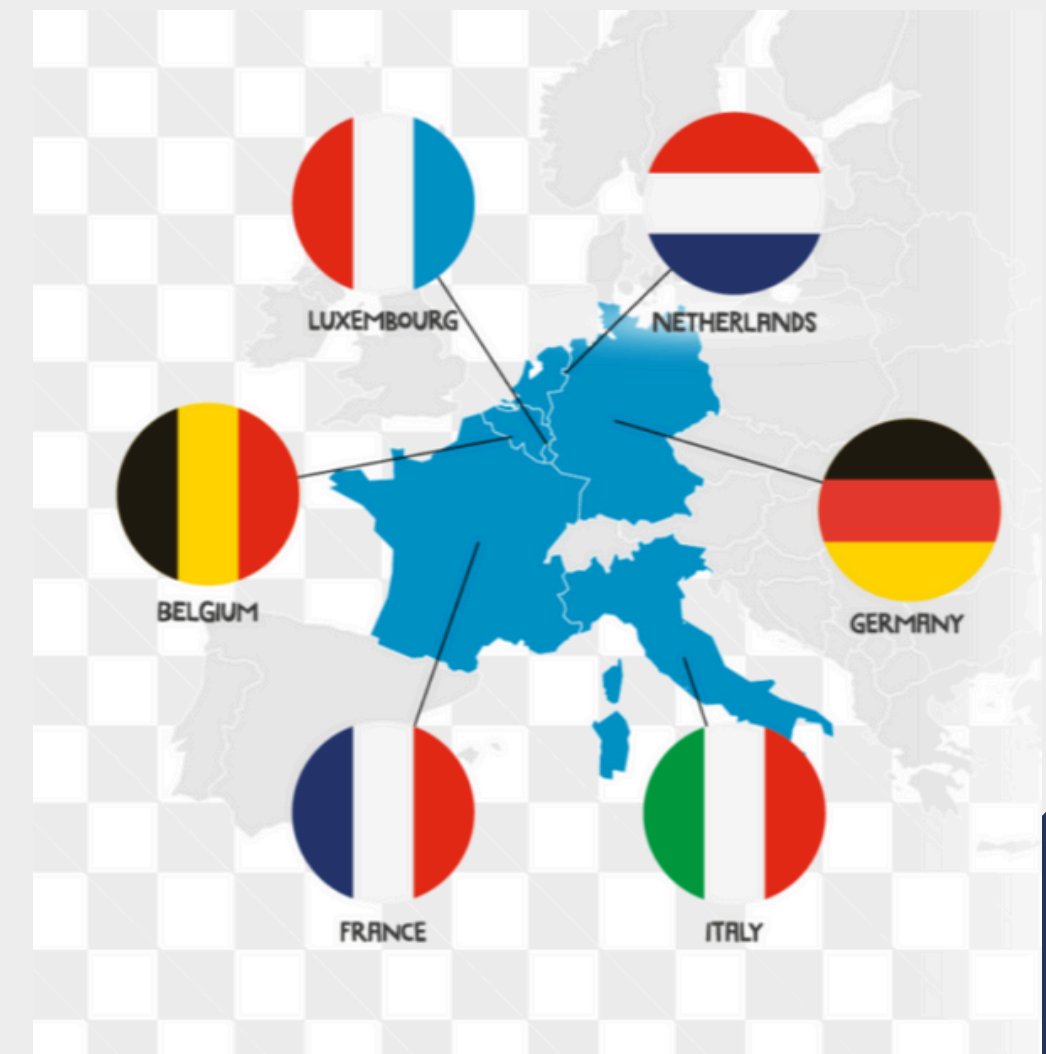 LUXEMBOURG
NETHERLANDS
BELGIUM
GERMANY
FRANCE
ITALY